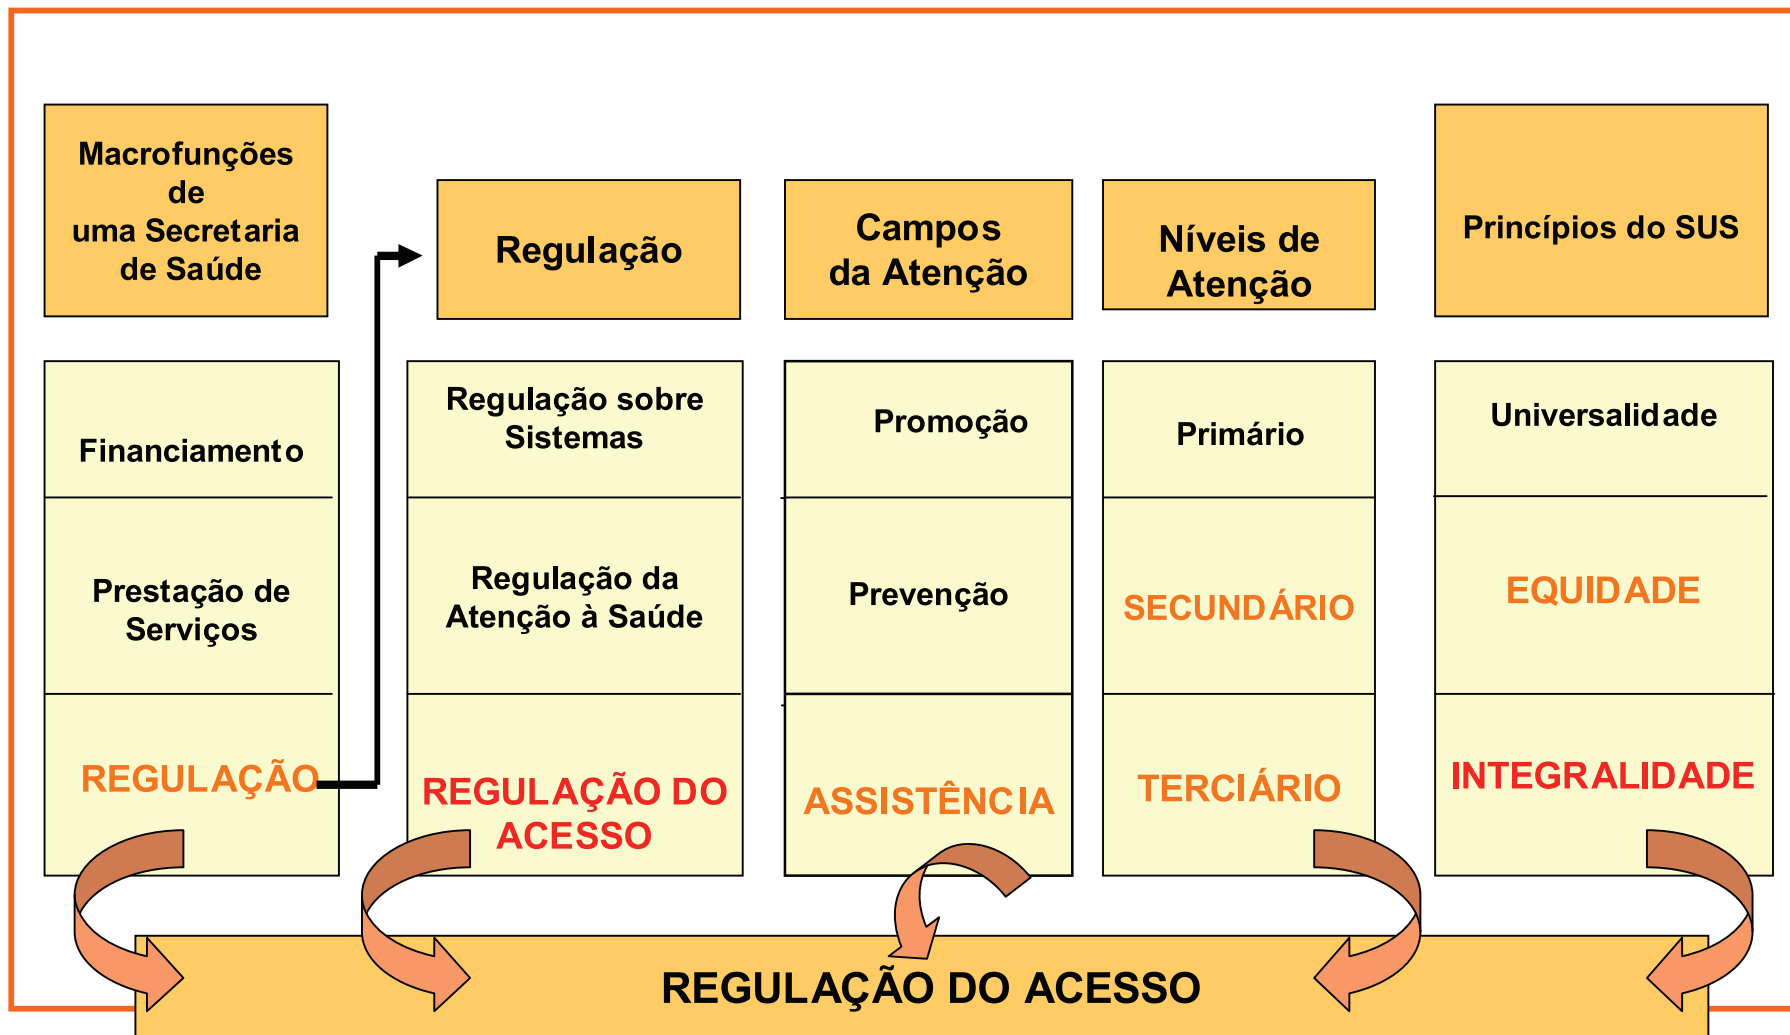 Macrofunções
de
uma Secretaria
de Saúde
Financiamento
Prestação de
Serviços
REGULAÇÃO
Regulação
Regulação sobre
Sistemas
Regulação da
Atenção à Saúde
REGULAÇÃO DO
ACESSO
Campos
da Atenção
Promoção
Prevenção
ASSISTÊNCIA
Níveis de
Atenção
Primário
SECUNDÁRIO
TERCIÁRIO
Princípios do SUS
Universalidade
EQUIDADE
INTEGRALIDADE
REGULAÇÃO DO ACESSO